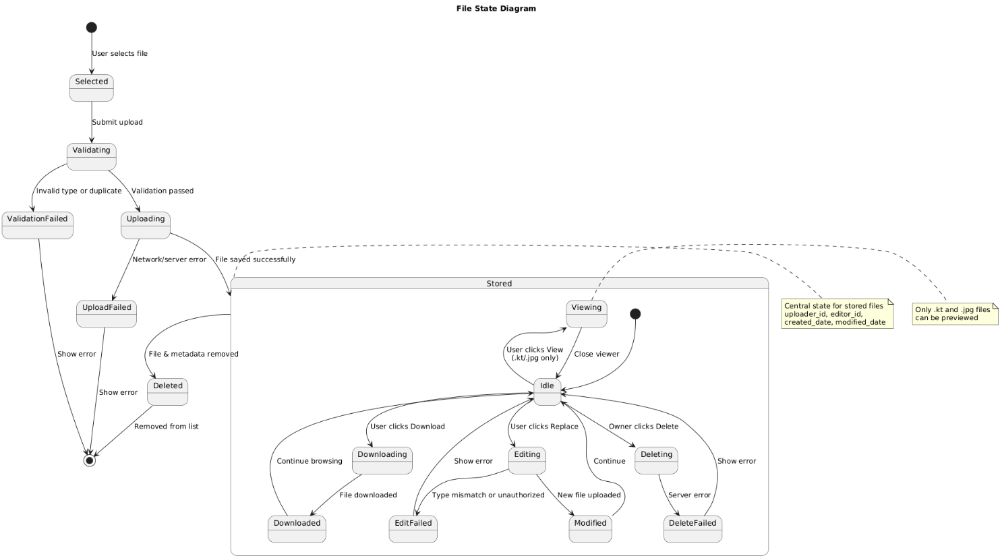 File State Diagram
User selects file
Selected
Submit upload
Validating
Invalid type or duplicate
Validation passed
ValidationFailed
Uploading
Network/server error
File saved successfully
Stored
UploadFailed
Viewing
Central state for stored files
uploader_id, editor_id,
created_date, modified_date
Only .kt and .jpg files
can be previewed
Show error
File & metadata removed
User clicks View
(.kt/.jpg only)
Close viewer
Show error
Deleted
Idle
Removed from list
User clicks Download
User clicks Replace
Owner clicks Delete
Downloading
Editing
Deleting
Continue browsing
Show error
Continue
Show error
File downloaded
Type mismatch or unauthorized
New file uploaded
Server error
Downloaded
EditFailed
Modified
DeleteFailed